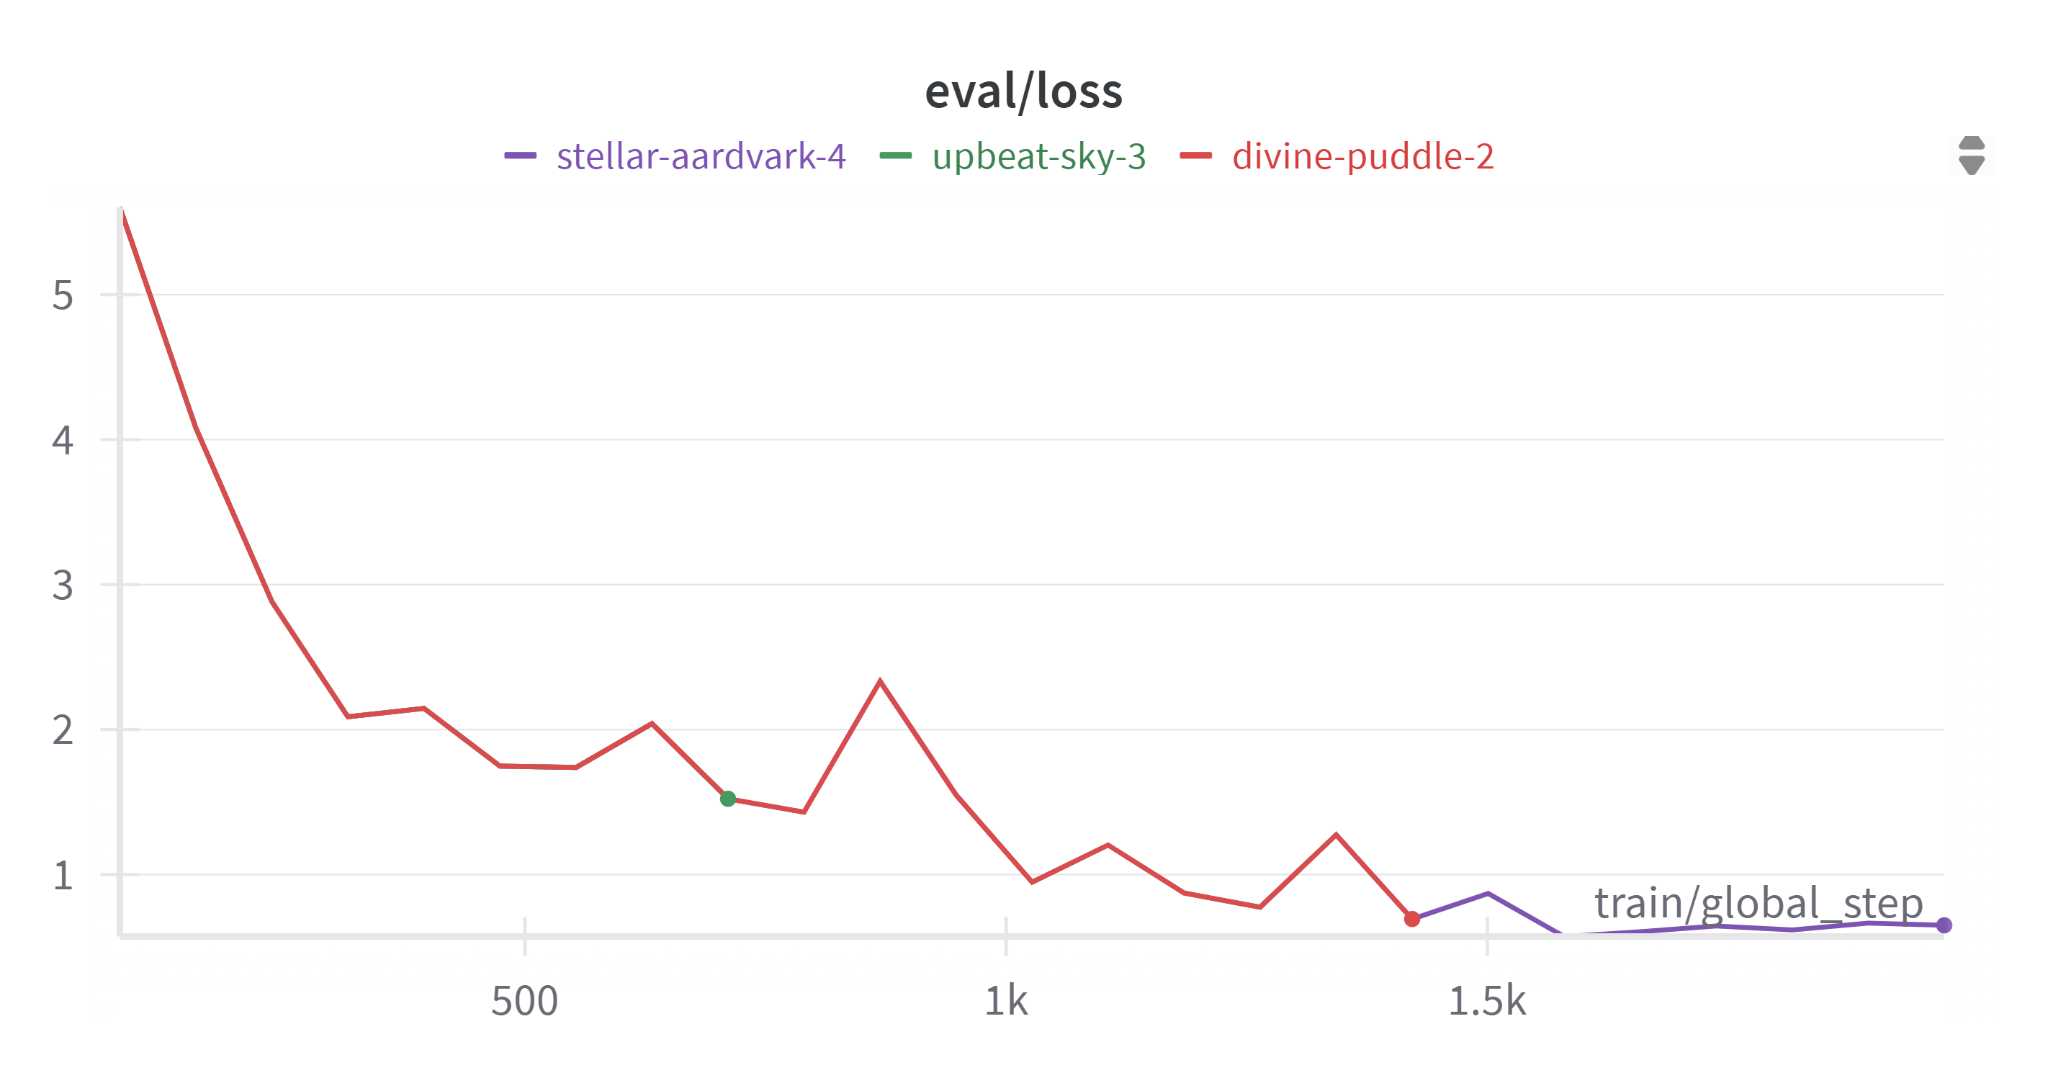 eval/loss
stellar-aardvark-4 upbeat-sky-3 divine-puddle-2
5
4
3
2
1
train/global_step
500 1k 1.5k